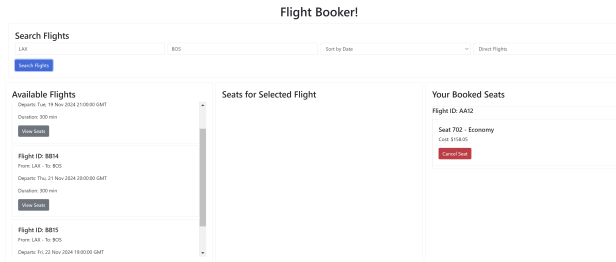 Flight Booker!
Search Flights
LAX
BOS
Sort by Date
Direct Flights
Search Flights
Available Flights
Departs: Tue, 19 Nov 2024 21:00:00 GMT
Duration: 300 min
View Seats
Flight ID: BB14
From: LAX - To: BOS
Departs: Thu, 21 Nov 2024 20:00:00 GMT
Duration: 300 min
View Seats
Flight ID: BB15
From: LAX - To: BOS
Departs: Fri, 22 Nov 2024 19:00:00 GMT
Seats for Selected Flight
Your Booked Seats
Flight ID: AA12
Seat 702 - Economy
Cost: $158.05
Cancel Seat